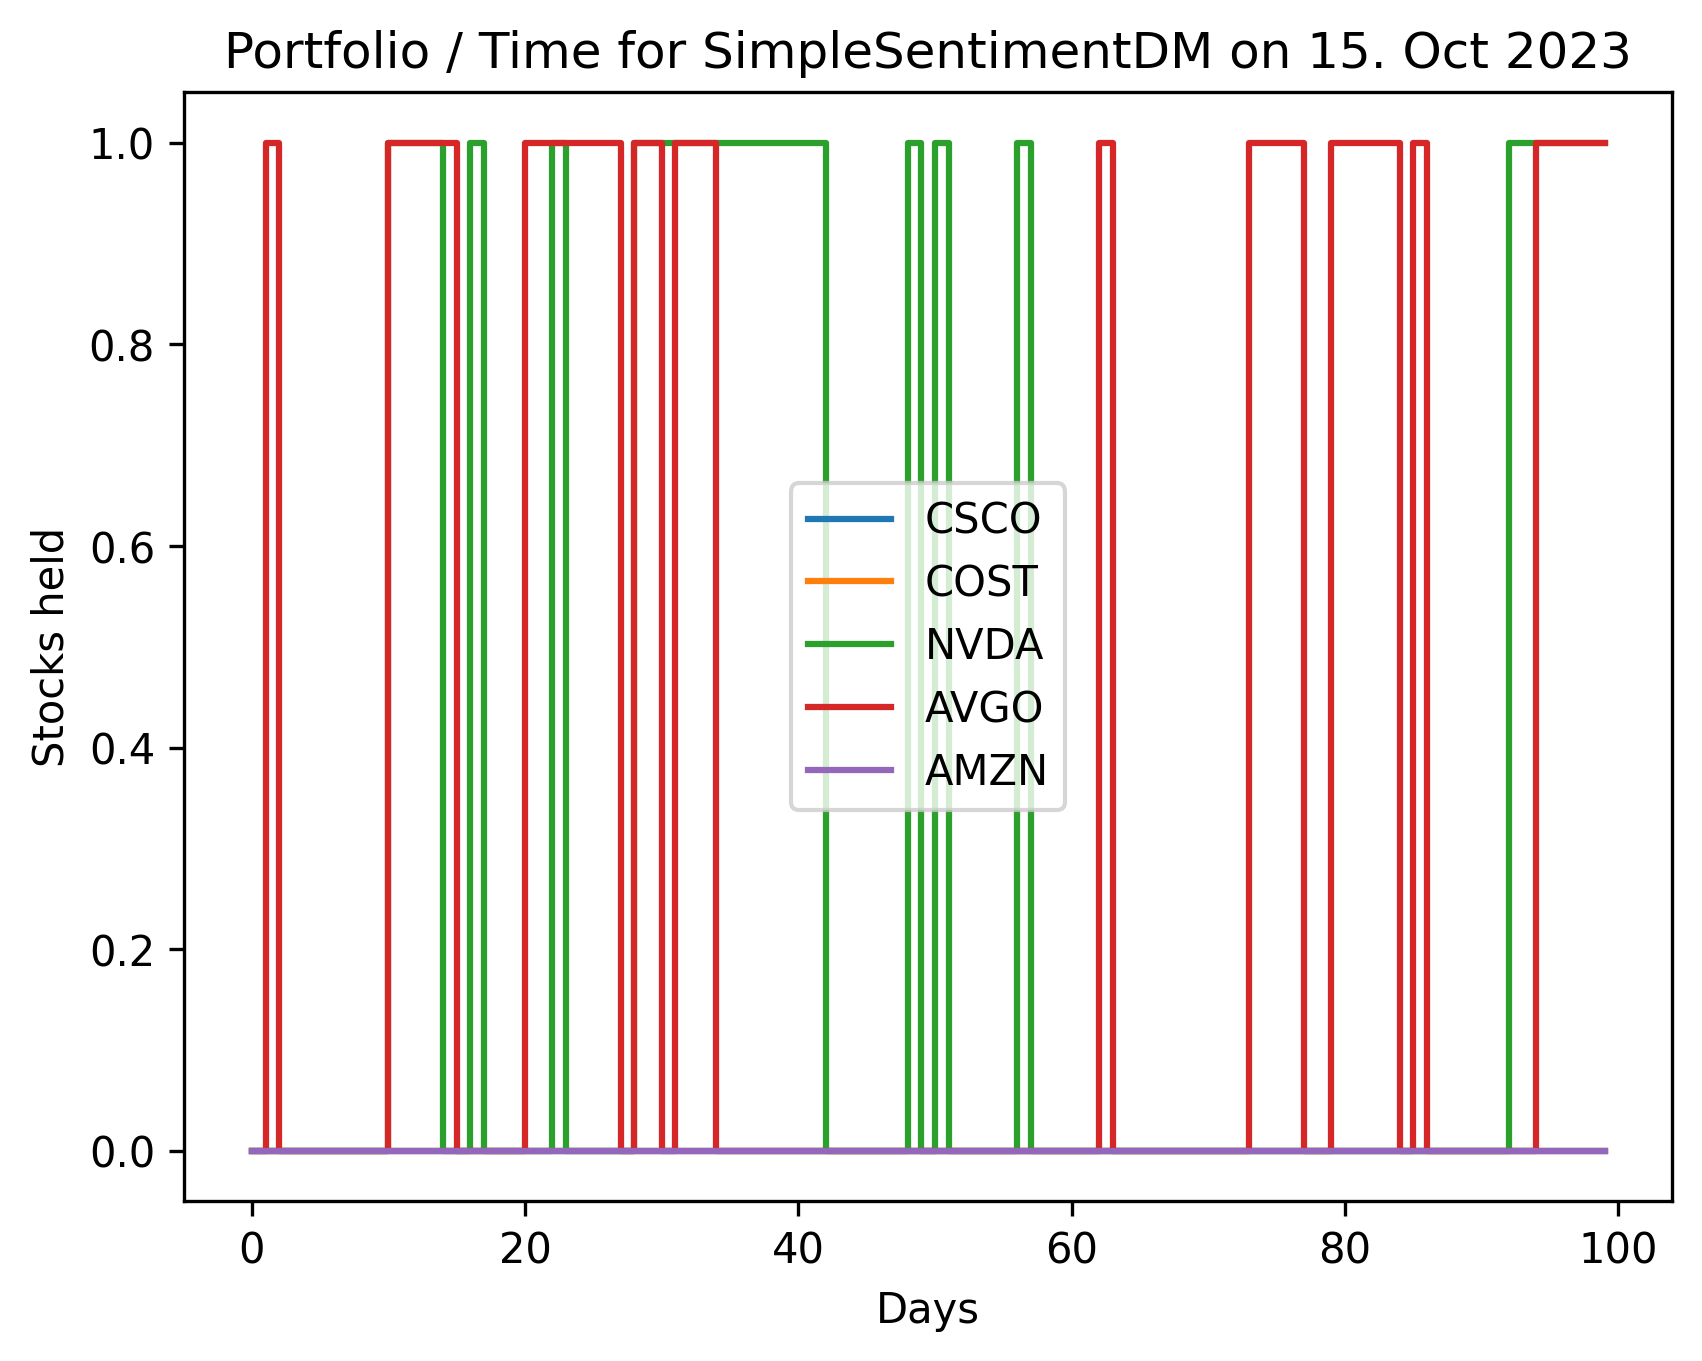 Portfolio / Time for SimpleSentimentDM on 15. Oct 2023
1.0
0.8
0.6
0.4
0.2
0.0
Stocks held
CSCO
COST
NVDA
AVGO
AMZN
0 20 40 60 80 100
Days